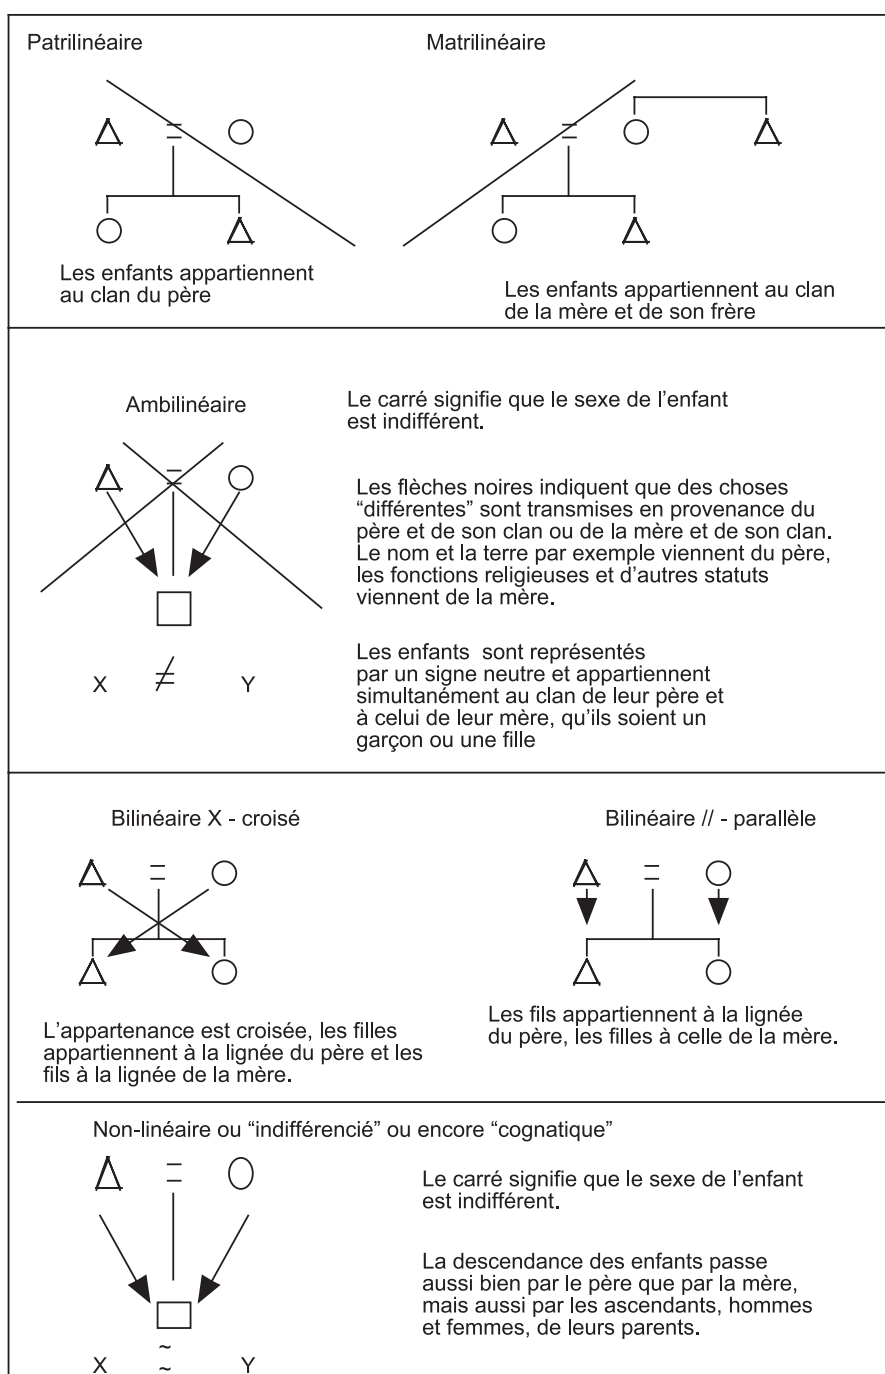 Patrilinéaire
Matrilinéaire
Les enfants appartiennent
au clan du père
Les enfants appartiennent au clan
de la mère et de son frère
Ambilinéaire
Le carré signifie que le sexe de l’enfant
est indifférent.
Les flèches noires indiquent que des choses
“différentes” sont transmises en provenance du
père et de son clan ou de la mère et de son clan.
Le nom et la terre par exemple viennent du père,
les fonctions religieuses et d’autres statuts
viennent de la mère.
X ≠ Y
Les enfants sont représentés
par un signe neutre et appartiennent
simultanément au clan de leur père et
à celui de leur mère, qu’ils soient un
garçon ou une fille
Bilinéaire X - croisé
Bilinéaire // - parallèle
L’appartenance est croisée, les filles
appartiennent à la lignée du père et les
fils à la lignée de la mère.
Les fils appartiennent à la lignée
du père, les filles à celle de la mère.
Non-linéaire ou “indifférencié” ou encore “cognatique”
Le carré signifie que le sexe de l’enfant
est indifférent.
La descendance des enfants passe
aussi bien par le père que par la mère,
mais aussi par les ascendants, hommes
et femmes, de leurs parents.
X ≈ Y